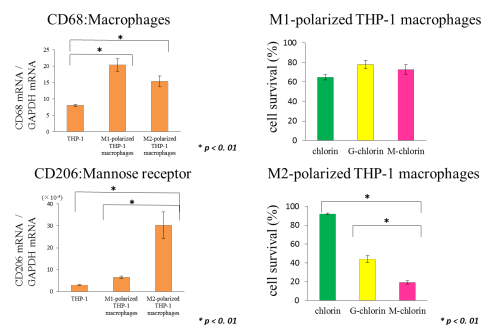 CD68:Macrophages
*
*
CD68 mRNA /
GAPDH mRNA
25
20
15
10
5
0
THP-1
M1-polarized
THP-1
macrophages
M2-polarized
THP-1
macrophages
* p < 0. 01
M1-polarized THP-1 macrophages
cell survival (%)
100
80
60
40
20
0
chlorin
G-chlorin
M-chlorin
CD206:Mannose receptor
(×10⁻⁴)
*
*
CD206 mRNA /
GAPDH mRNA
40
30
20
10
0
THP-1
M1-polarized
THP-1
macrophages
M2-polarized
THP-1
macrophages
* p < 0. 01
M2-polarized THP-1 macrophages
*
*
cell survival (%)
100
80
60
40
20
0
chlorin
G-chlorin
M-chlorin
* p < 0. 01